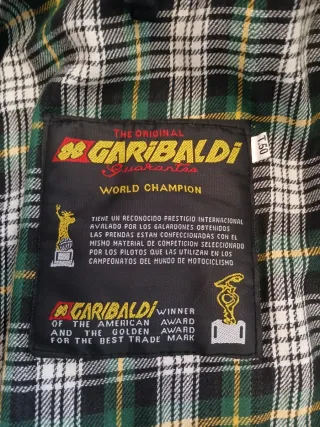 THE ORIGINAL
GARIBALDI
Guarantee
WORLD CHAMPION
TIENE UN RECONOCIDO PRESTIGIO INTERNACIONAL
AVALADO POR LOS GALARDONES OBTENIDOS
LAS PRENDAS ESTAN CONFECCIONADAS CON EL
MISMO MATERIAL DE COMPETICION SELECCIONADO
POR LOS PILOTOS QUE LAS UTILIZAN EN LOS
CAMPEONATOS DEL MUNDO DE MOTOCICLISMO
GARIBALDI WINNER
OF THE AMERICAN AWARD
AND THE GOLDEN AWARD
FOR THE BEST TRADE MARK